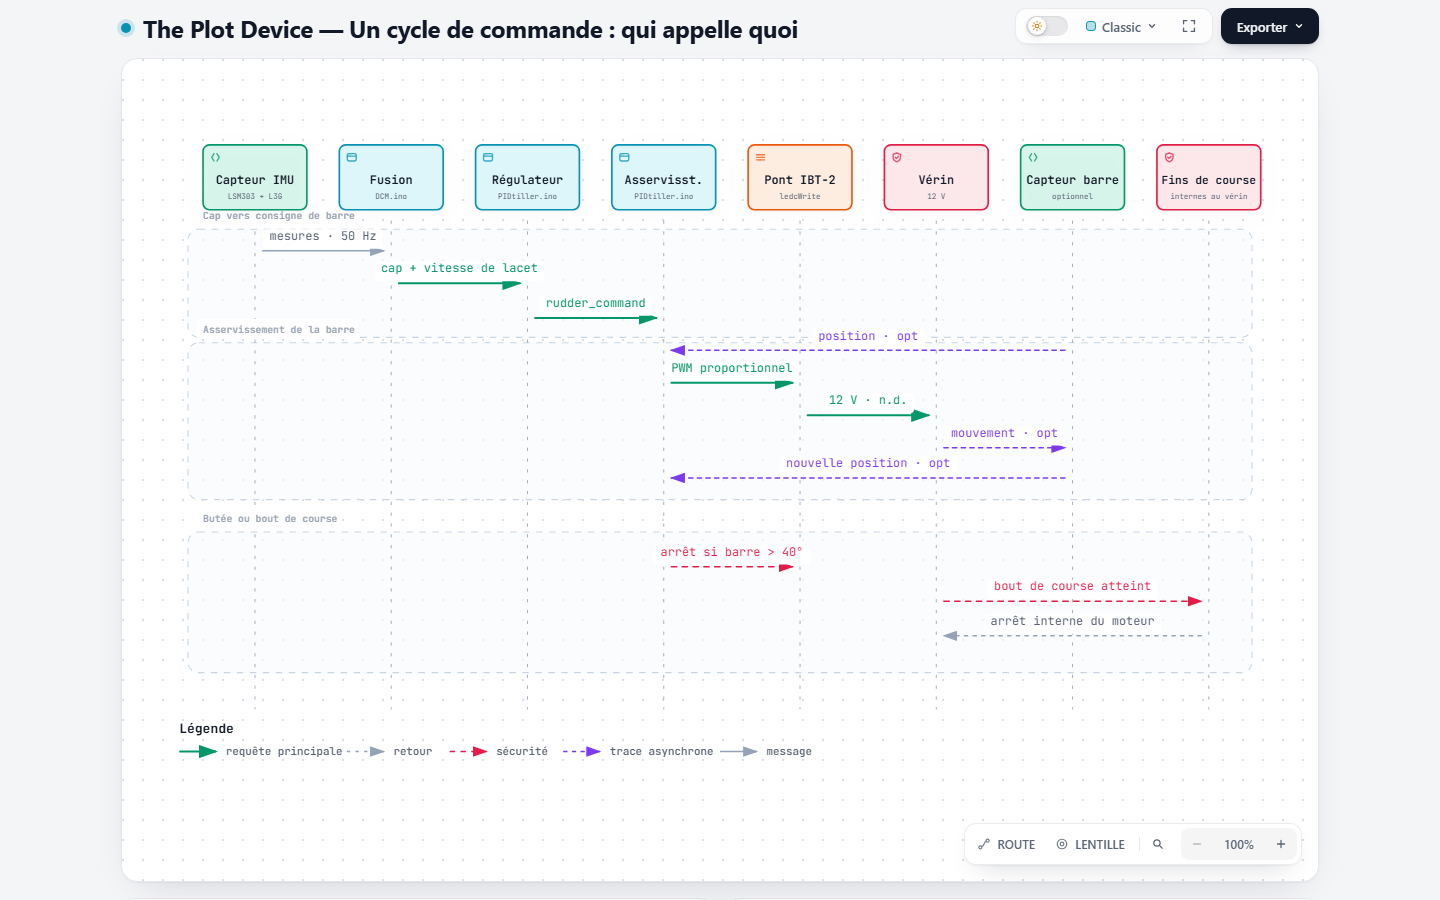 The Plot Device — Un cycle de commande : qui appelle quoi
Classic
Exporter
Capteur IMU
LSM303 + L3G
Fusion
DCM.ino
Régulateur
PIDtiller.ino
Asservisst.
PIDtiller.ino
Pont IBT-2
ledcWrite
Vérin
12 V
Capteur barre
optionnel
Fins de course
internes au vérin
Cap vers consigne de barre
mesures · 50 Hz
cap + vitesse de lacet
rudder_command
Asservissement de la barre
position · opt
PWM proportionnel
12 V · n.d.
mouvement · opt
nouvelle position · opt
Butée ou bout de course
arrêt si barre > 40°
bout de course atteint
arrêt interne du moteur
Légende
requête principale
retour
sécurité
trace asynchrone
message
ROUTE
LENTILLE
100%